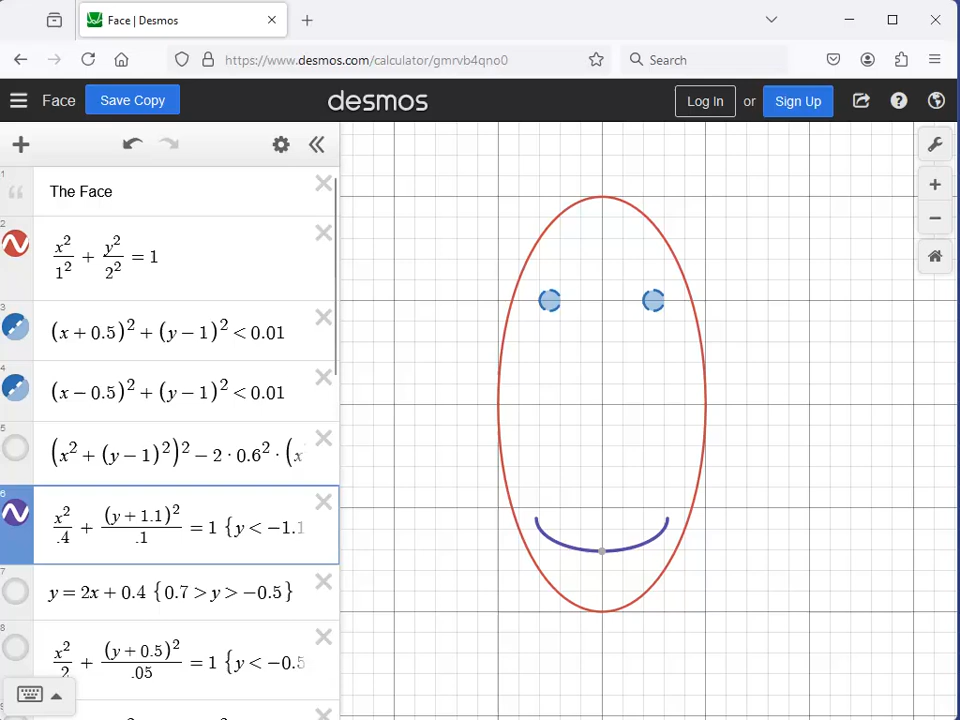 Face | Desmos
https://www.desmos.com/calculator/gmrvb4qno0
Search
Face
Save Copy
desmos
Log In
or
Sign Up
1
The Face
2
x²/1² + y²/2² = 1
3
(x + 0.5)² + (y − 1)² < 0.01
4
(x − 0.5)² + (y − 1)² < 0.01
5
(x² + (y − 1)²)² − 2 · 0.6² · (x
6
x²/.4 + (y + 1.1)²/.1 = 1 {y < −1.1
7
y = 2x + 0.4 {0.7 > y > −0.5}
8
x²/2 + (y + 0.5)²/.05 = 1 {y < −0.5
9